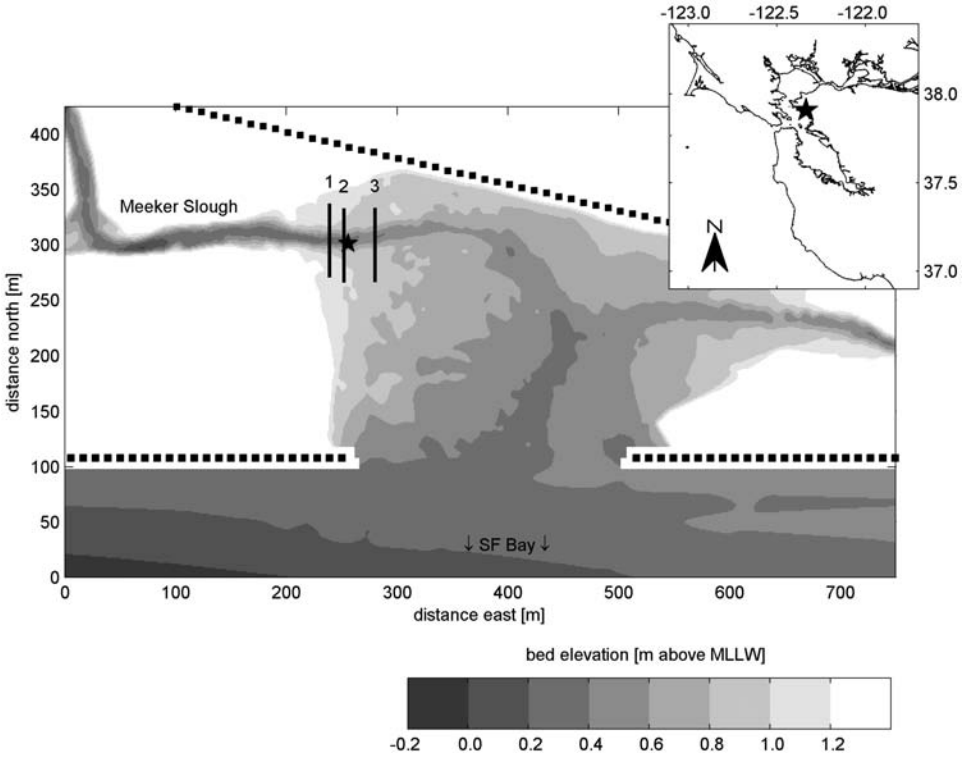 -123.0 -122.5 -122.0
38.0
37.5
37.0
N
400
350
300
250
200
150
100
50
0
distance north [m]
Meeker Slough
1 2 3
↓ SF Bay ↓
0 100 200 300 400 500 600 700
distance east [m]
bed elevation [m above MLLW]
-0.2 0.0 0.2 0.4 0.6 0.8 1.0 1.2